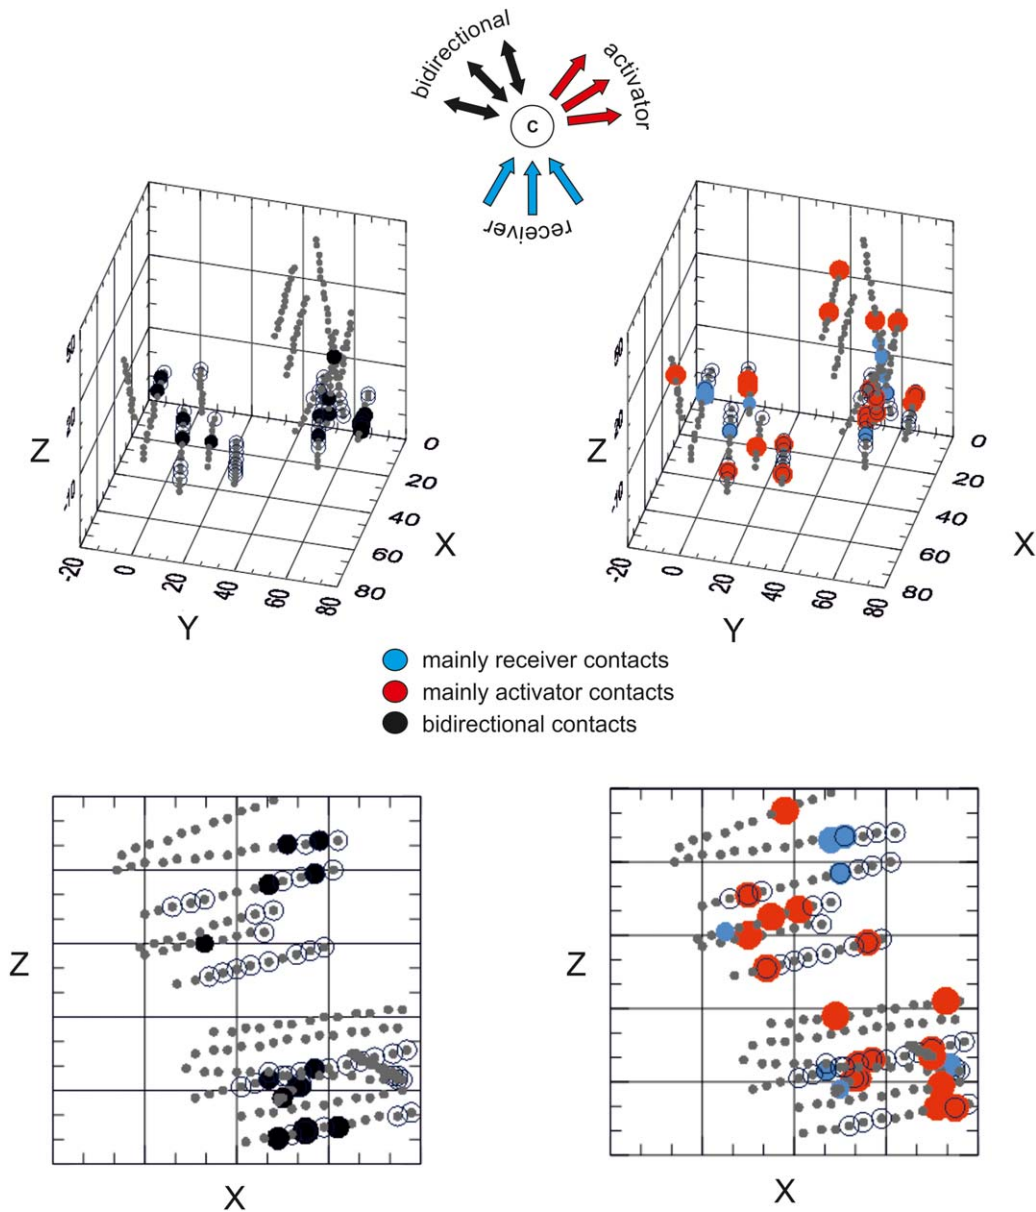 bidirectional
activator
C
receiver
Z
Z
0
0
20
20
40
40
X
X
60
60
80
80
-20
0
20
40
60
80
-20
0
20
40
60
80
Y
Y
mainly receiver contacts
mainly activator contacts
bidirectional contacts
Z
Z
X
X